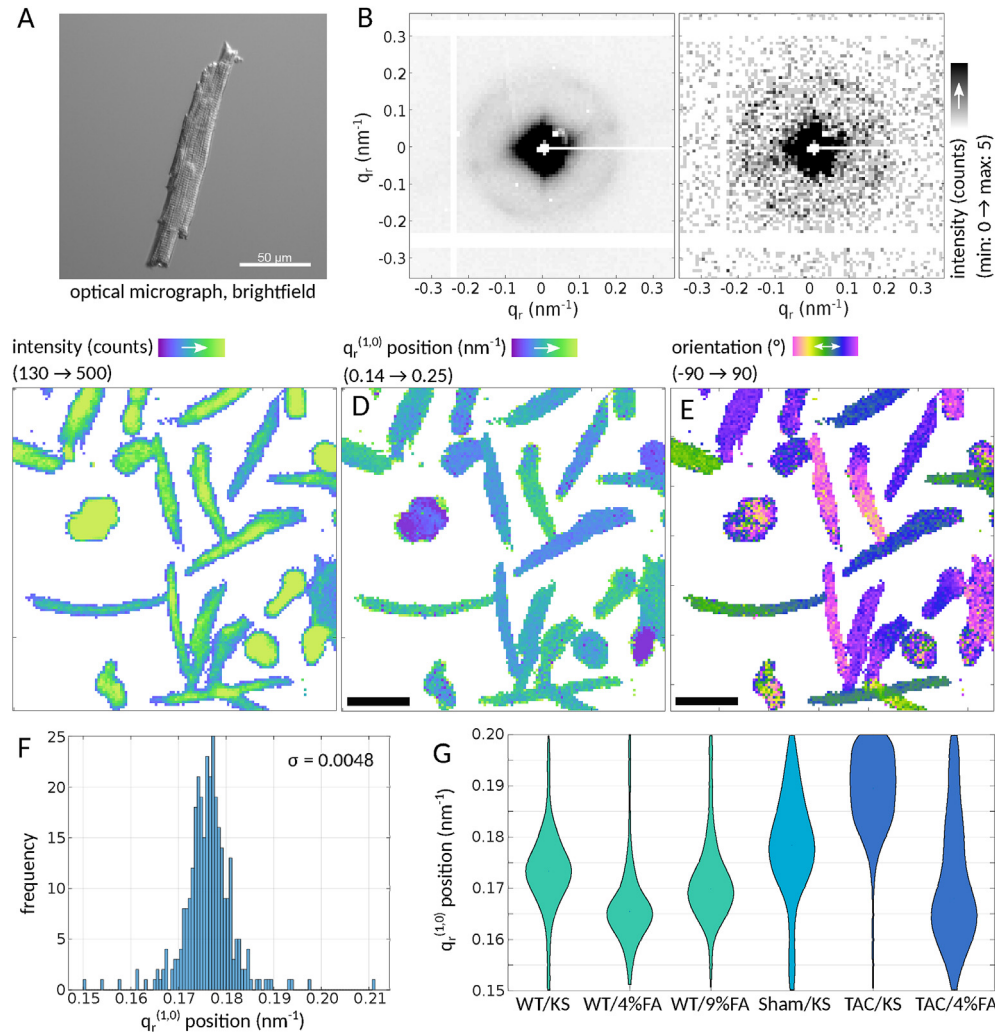 A
50 µm
optical micrograph, brightfield
B
0.3
0.2
0.1
0
-0.1
-0.2
-0.3
qr (nm-1)
-0.3 -0.2 -0.1 0 0.1 0.2 0.3
qr (nm-1)
-0.3 -0.2 -0.1 0 0.1 0.2 0.3
qr (nm-1)
intensity (counts)
(min: 0 → max: 5)
intensity (counts)
(130 → 500)
qr(1,0) position (nm-1)
(0.14 → 0.25)
D
orientation (°)
(-90 → 90)
E
F
σ = 0.0048
25
20
15
10
5
0
frequency
0.15 0.16 0.17 0.18 0.19 0.20 0.21
qr(1,0) position (nm-1)
G
0.20
0.19
0.18
0.17
0.16
0.15
qr(1,0) position (nm-1)
WT/KS WT/4%FA WT/9%FA Sham/KS TAC/KS TAC/4%FA